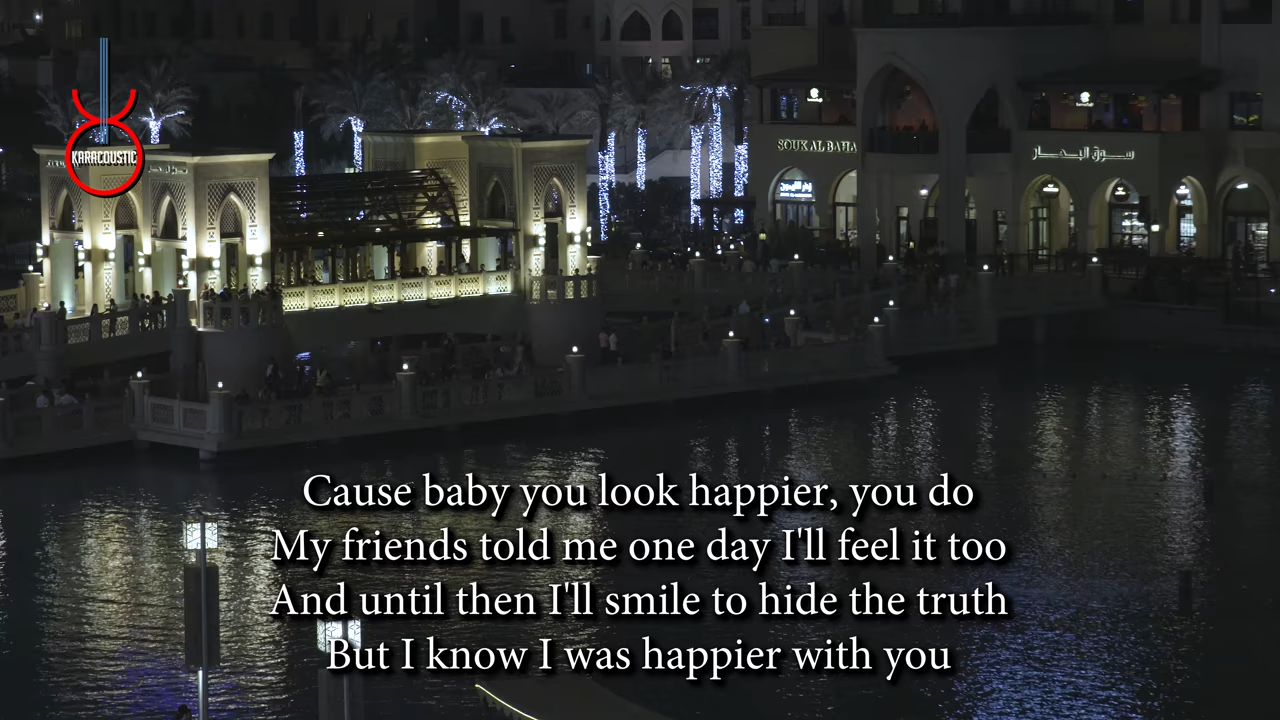 KARACOUSTIC
SOUK AL BAHA
سوق البحار
Cause baby you look happier, you do
My friends told me one day I'll feel it too
And until then I'll smile to hide the truth
But I know I was happier with you